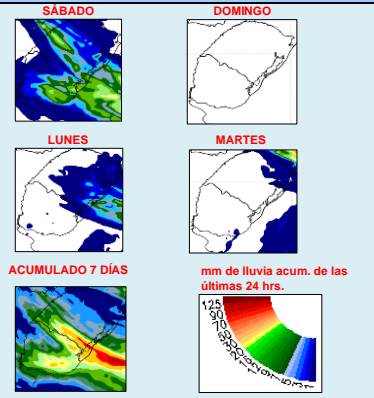 SÁBADO
DOMINGO
LUNES
MARTES
ACUMULADO 7 DÍAS
mm de lluvia acum. de las
últimas 24 hrs.
125
90
70